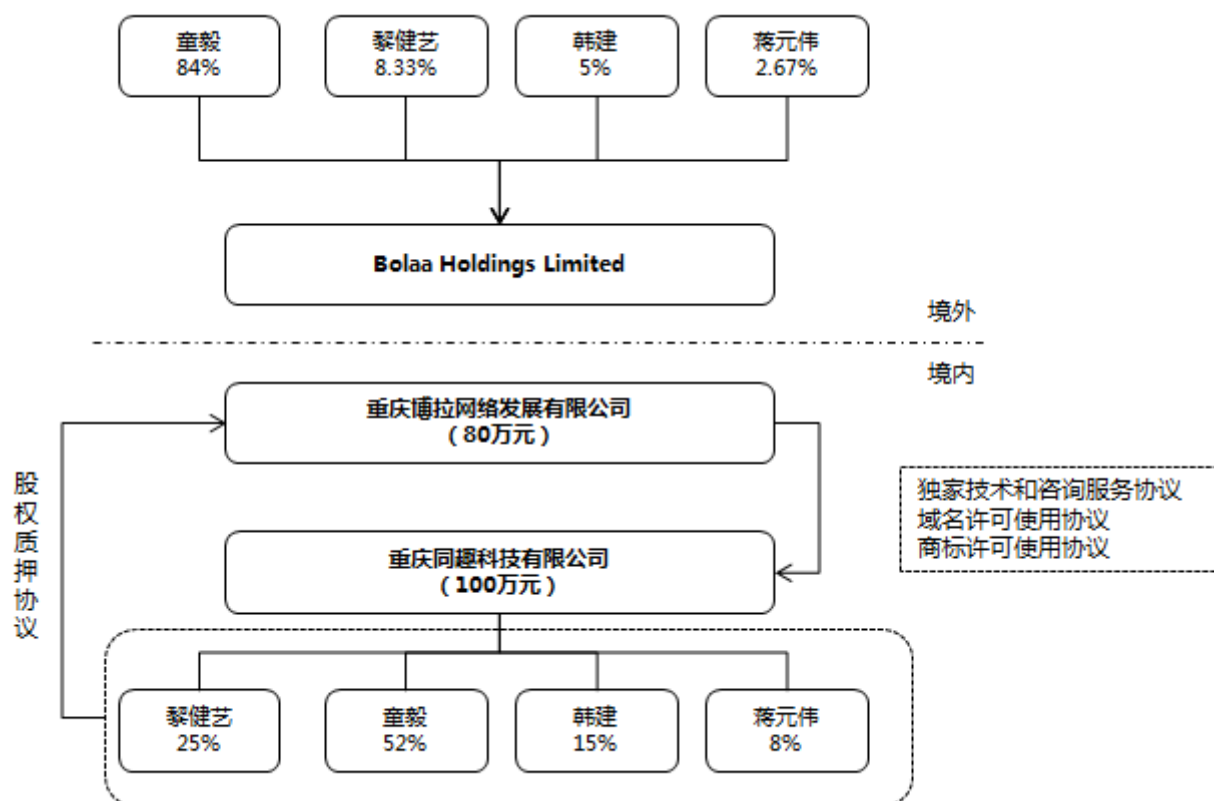 童毅
84%
黎健艺
8.33%
韩建
5%
蒋元伟
2.67%
Bolaa Holdings Limited
境外
境内
重庆博拉网络发展有限公司
（80万元）
股权质押协议
独家技术和咨询服务协议
域名许可使用协议
商标许可使用协议
重庆同趣科技有限公司
（100万元）
黎健艺
25%
童毅
52%
韩建
15%
蒋元伟
8%